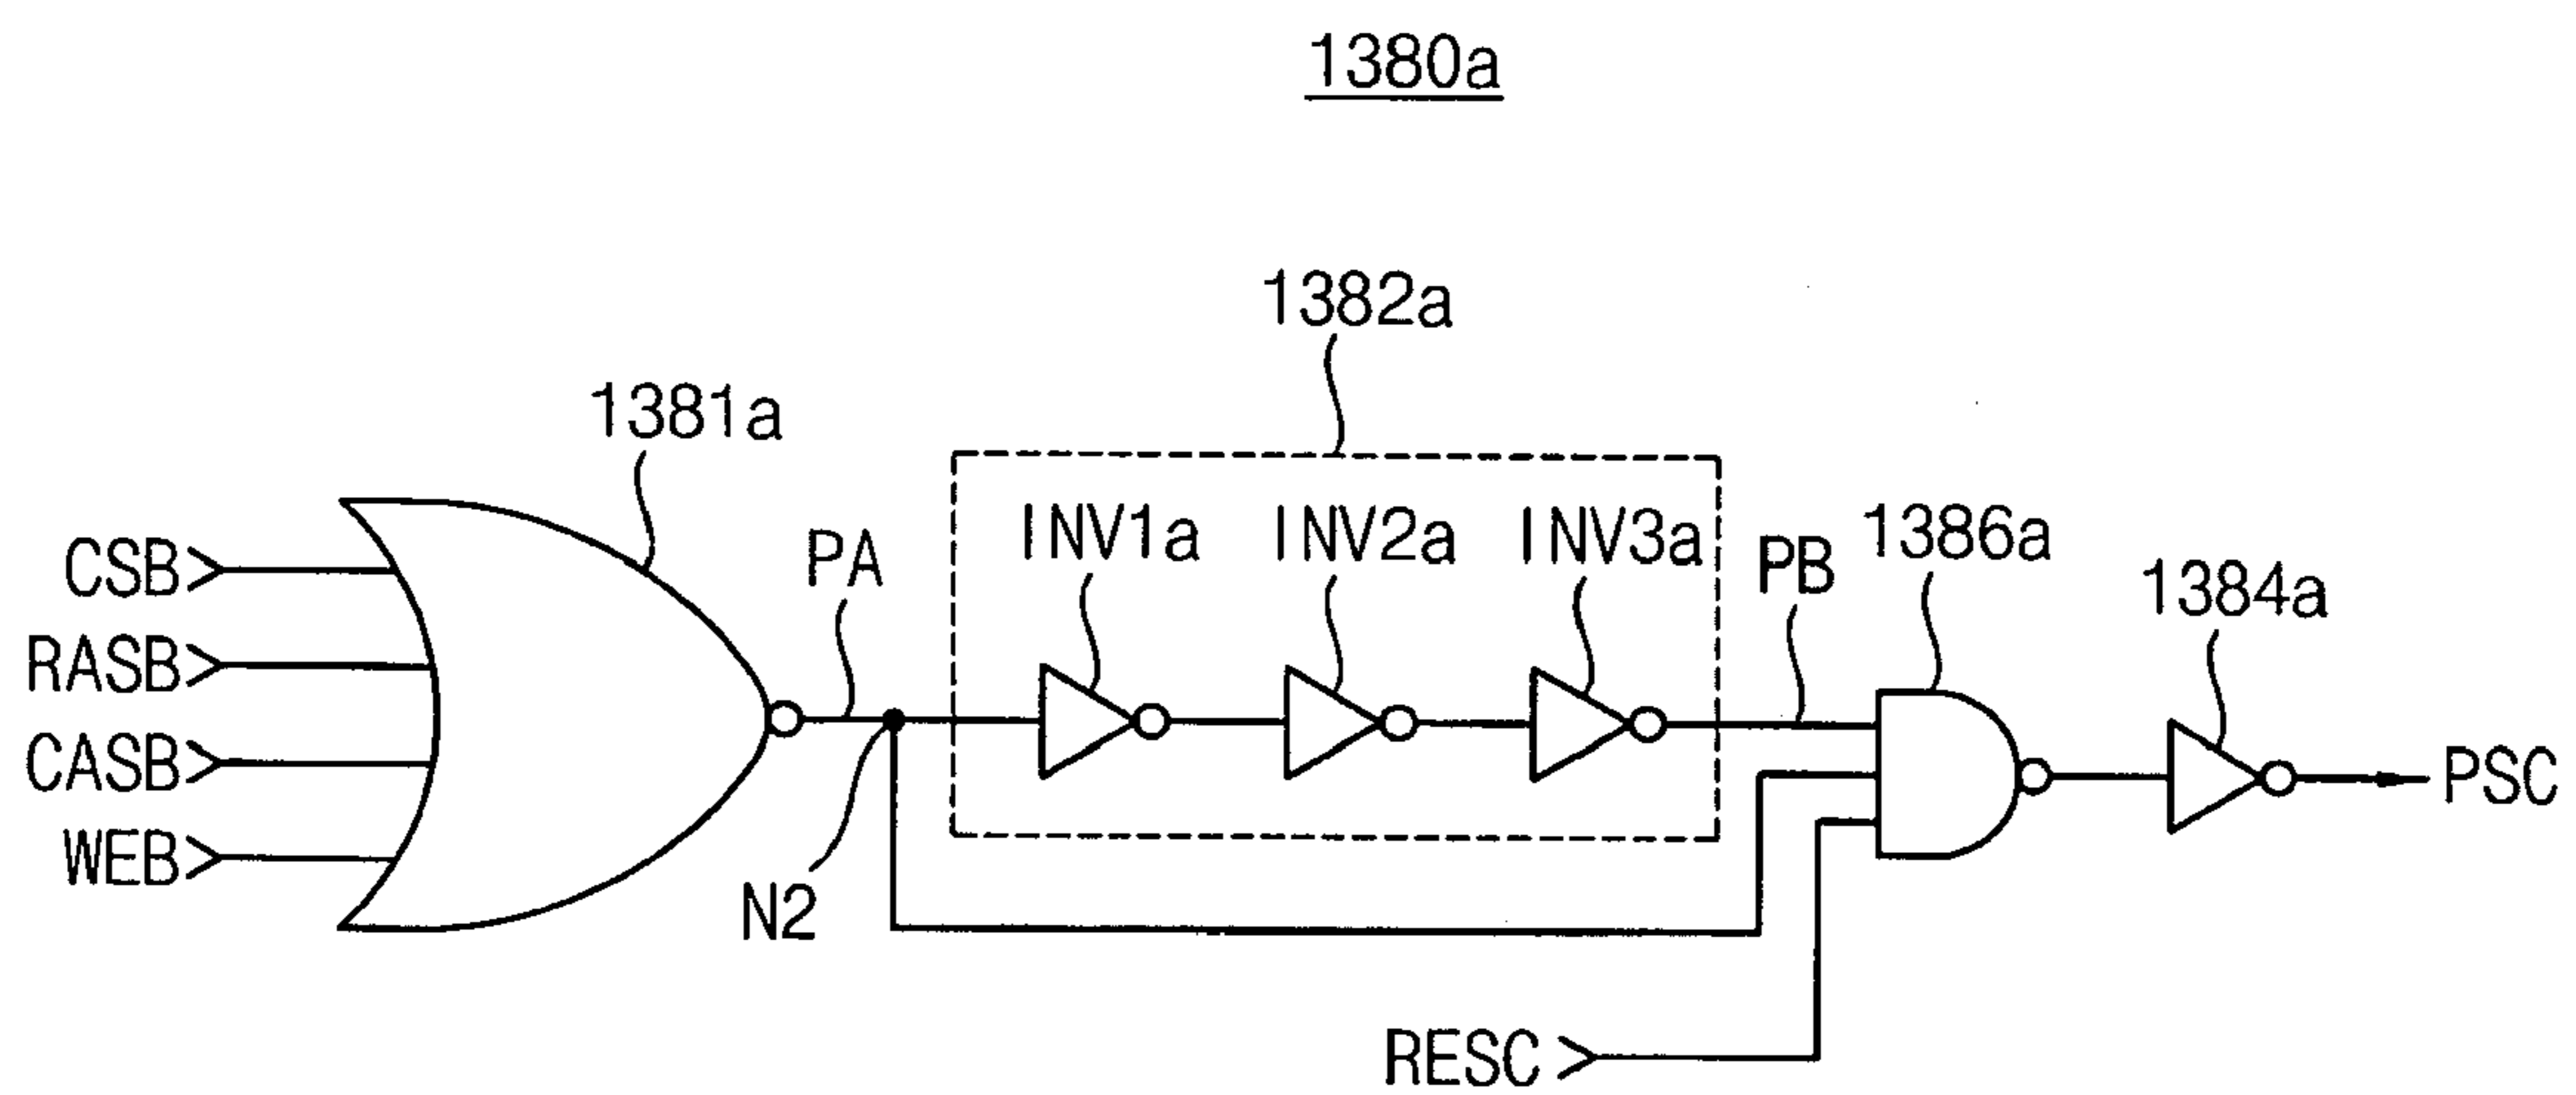 1380a
1382a
1381a
INV1a
INV2a
INV3a
PA
PB
1386a
1384a
CSB
RASB
CASB
WEB
N2
PSC
RESC